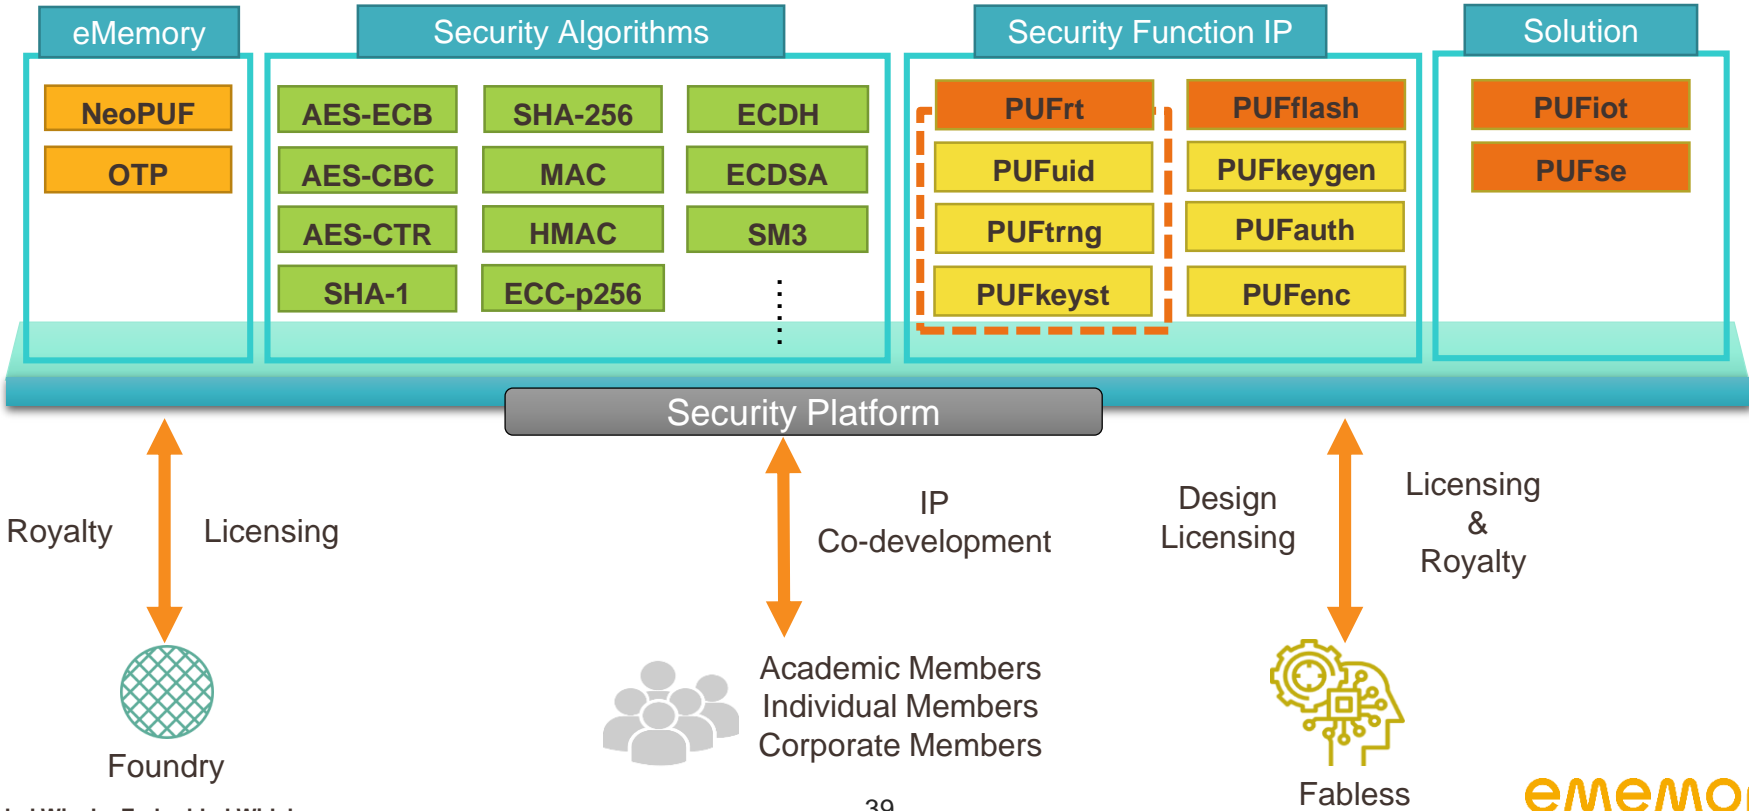 eMemory
Security Algorithms
Security Function IP
Solution
NeoPUF
OTP
AES-ECB
SHA-256
ECDH
AES-CBC
MAC
ECDSA
AES-CTR
HMAC
SM3
SHA-1
ECC-p256
PUFrt
PUFflash
PUFuid
PUFkeygen
PUFtrng
PUFauth
PUFkeyst
PUFenc
PUFiot
PUFse
Security Platform
Royalty
Licensing
IP
Co-development
Design
Licensing
Licensing
&
Royalty
Foundry
Academic Members
Individual Members
Corporate Members
Fabless
39